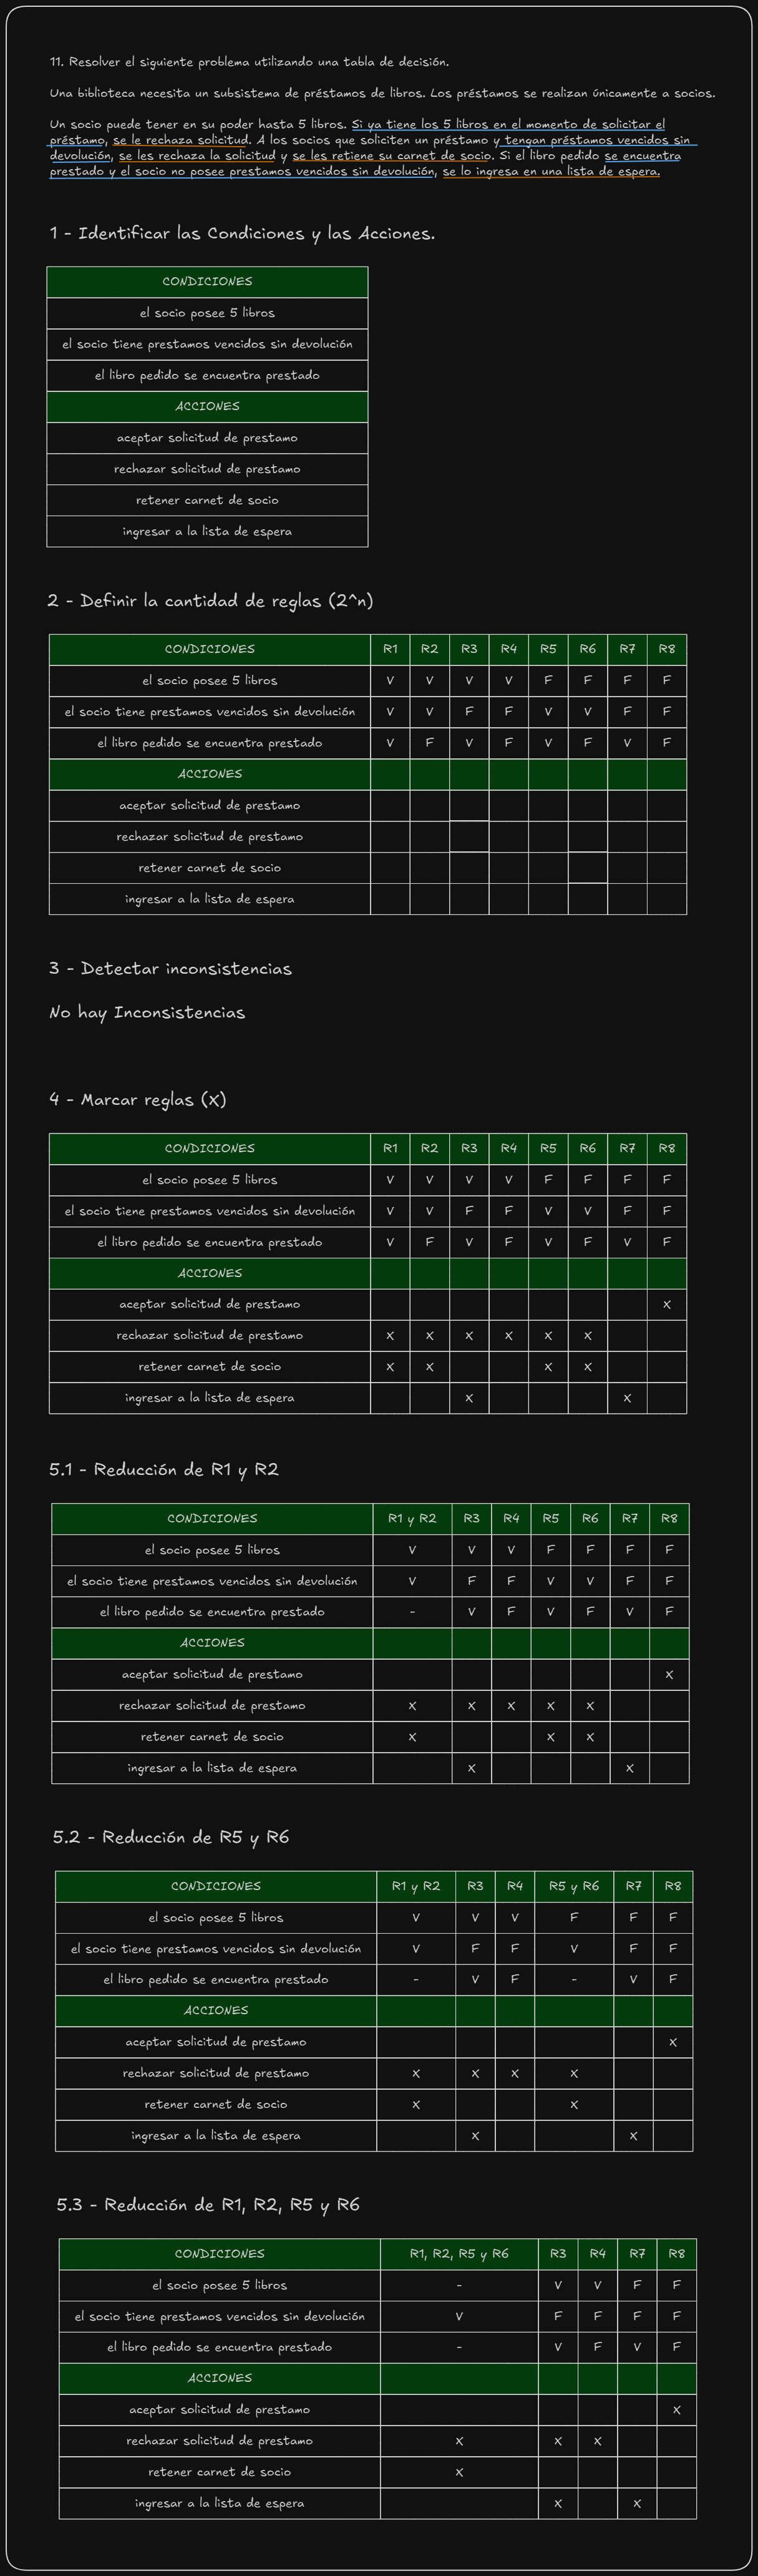 11. Resolver el siguiente problema utilizando una tabla de decisión.
Una biblioteca necesita un subsistema de préstamos de libros. Los préstamos se realizan únicamente a socios.
Un socio puede tener en su poder hasta 5 libros. Si ya tiene los 5 libros en el momento de solicitar el
préstamo, se le rechaza solicitud. A los socios que soliciten un préstamo y tengan préstamos vencidos sin
devolución, se les rechaza la solicitud y se les retiene su carnet de socio. Si el libro pedido se encuentra
prestado y el socio no posee prestamos vencidos sin devolución, se lo ingresa en una lista de espera.
1 - Identificar las Condiciones y las Acciones.
CONDICIONES
el socio posee 5 libros
el socio tiene prestamos vencidos sin devolución
el libro pedido se encuentra prestado
ACCIONES
aceptar solicitud de prestamo
rechazar solicitud de prestamo
retener carnet de socio
ingresar a la lista de espera
2 - Definir la cantidad de reglas (2^n)
CONDICIONES R1 R2 R3 R4 R5 R6 R7 R8
el socio posee 5 libros V V V V F F F F
el socio tiene prestamos vencidos sin devolución V V F F V V F F
el libro pedido se encuentra prestado V F V F V F V F
ACCIONES
aceptar solicitud de prestamo
rechazar solicitud de prestamo
retener carnet de socio
ingresar a la lista de espera
3 - Detectar inconsistencias
No hay Inconsistencias
4 - Marcar reglas (X)
CONDICIONES R1 R2 R3 R4 R5 R6 R7 R8
el socio posee 5 libros V V V V F F F F
el socio tiene prestamos vencidos sin devolución V V F F V V F F
el libro pedido se encuentra prestado V F V F V F V F
ACCIONES
aceptar solicitud de prestamo X
rechazar solicitud de prestamo X X X X X X
retener carnet de socio X X X X
ingresar a la lista de espera X X
5.1 - Reducción de R1 y R2
CONDICIONES R1 y R2 R3 R4 R5 R6 R7 R8
el socio posee 5 libros V V V F F F F
el socio tiene prestamos vencidos sin devolución V F F V V F F
el libro pedido se encuentra prestado - V F V F V F
ACCIONES
aceptar solicitud de prestamo X
rechazar solicitud de prestamo X X X X X
retener carnet de socio X X X
ingresar a la lista de espera X X
5.2 - Reducción de R5 y R6
CONDICIONES R1 y R2 R3 R4 R5 y R6 R7 R8
el socio posee 5 libros V V V F F F
el socio tiene prestamos vencidos sin devolución V F F V F F
el libro pedido se encuentra prestado - V F - V F
ACCIONES
aceptar solicitud de prestamo X
rechazar solicitud de prestamo X X X X
retener carnet de socio X X
ingresar a la lista de espera X X
5.3 - Reducción de R1, R2, R5 y R6
CONDICIONES R1, R2, R5 y R6 R3 R4 R7 R8
el socio posee 5 libros - V V F F
el socio tiene prestamos vencidos sin devolución V F F F F
el libro pedido se encuentra prestado - V F V F
ACCIONES
aceptar solicitud de prestamo X
rechazar solicitud de prestamo X X X
retener carnet de socio X
ingresar a la lista de espera X X